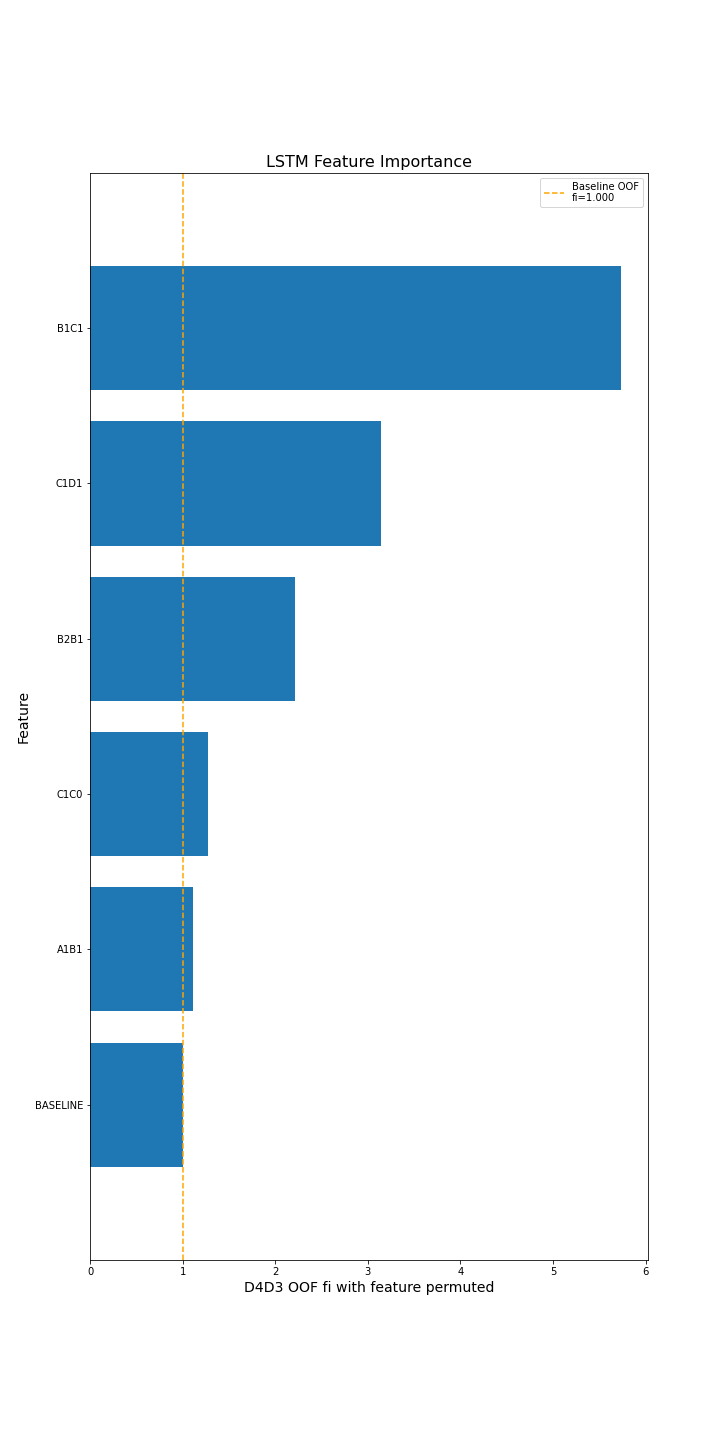 LSTM Feature Importance
Baseline OOF
fi=1.000
B1C1
C1D1
B2B1
Feature
C1C0
A1B1
BASELINE
0 1 2 3 4 5 6
D4D3 OOF fi with feature permuted